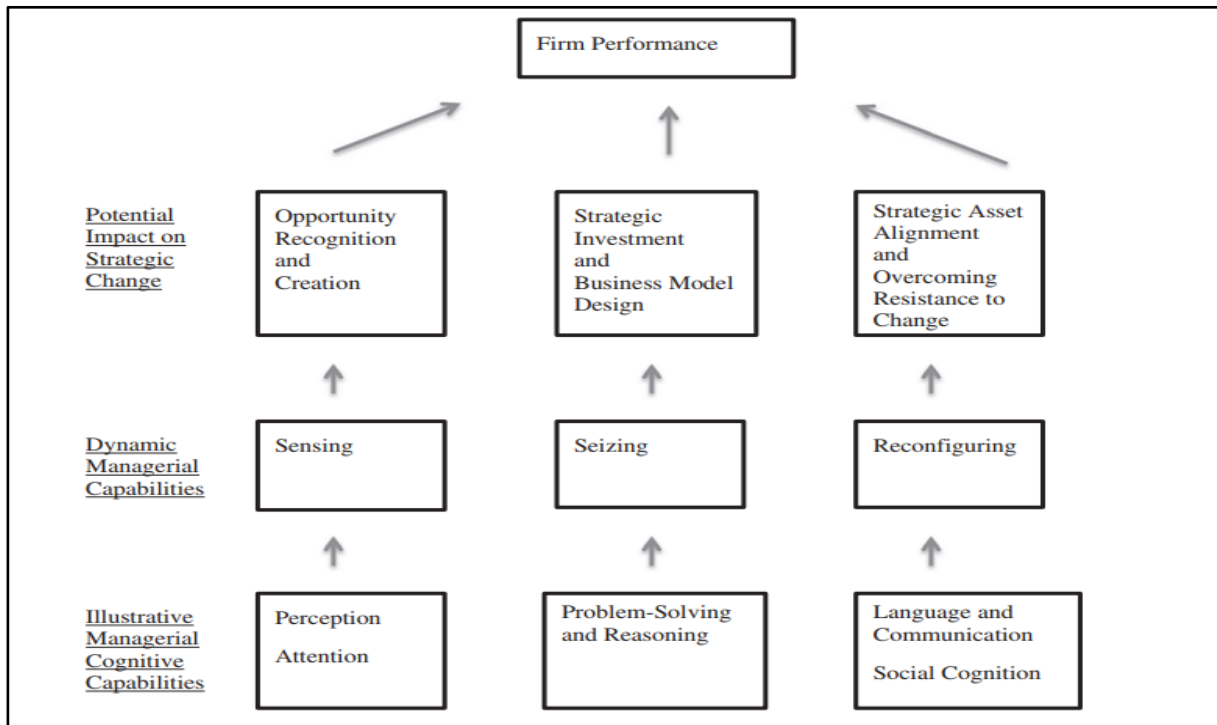 Firm Performance
Potential
Impact on
Strategic
Change
Opportunity
Recognition
and
Creation
Strategic
Investment
and
Business Model
Design
Strategic Asset
Alignment
and
Overcoming
Resistance to
Change
Dynamic
Managerial
Capabilities
Sensing
Seizing
Reconfiguring
Illustrative
Managerial
Cognitive
Capabilities
Perception
Attention
Problem-Solving
and Reasoning
Language and
Communication
Social Cognition